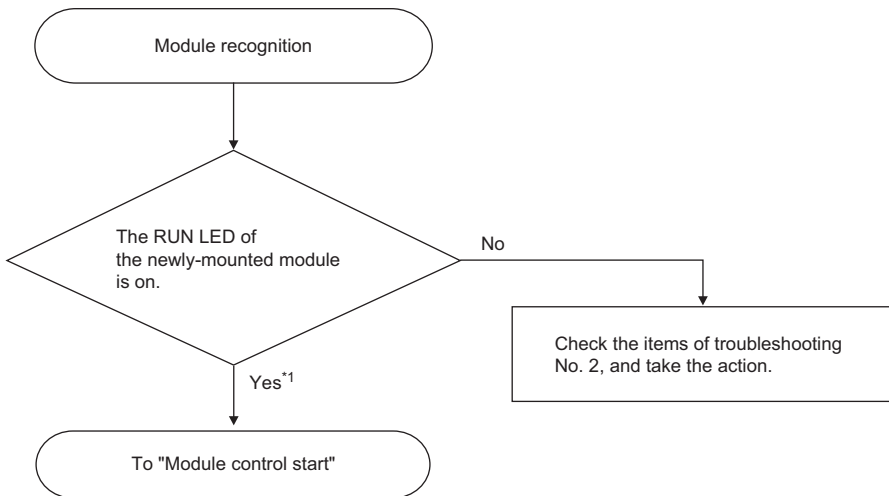 Module recognition
The RUN LED of
the newly-mounted module
is on.
No
Check the items of troubleshooting
No. 2, and take the action.
Yes*1
To "Module control start"